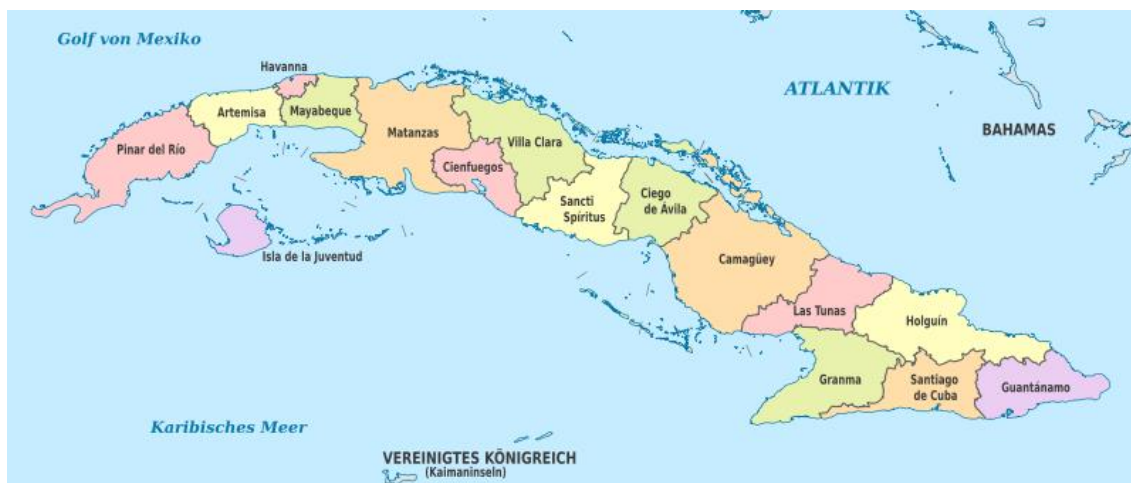 Golf von Mexiko
Havanna
ATLANTIK
Artemisa
Mayabeque
BAHAMAS
Matanzas
Villa Clara
Pinar del Río
Cienfuegos
Sancti
Spíritus
Ciego
de Ávila
Isla de la Juventud
Camagüey
Las Tunas
Holguín
Granma
Santiago
de Cuba
Guantánamo
Karibisches Meer
VEREINIGTES KÖNIGREICH
(Kaimaninseln)